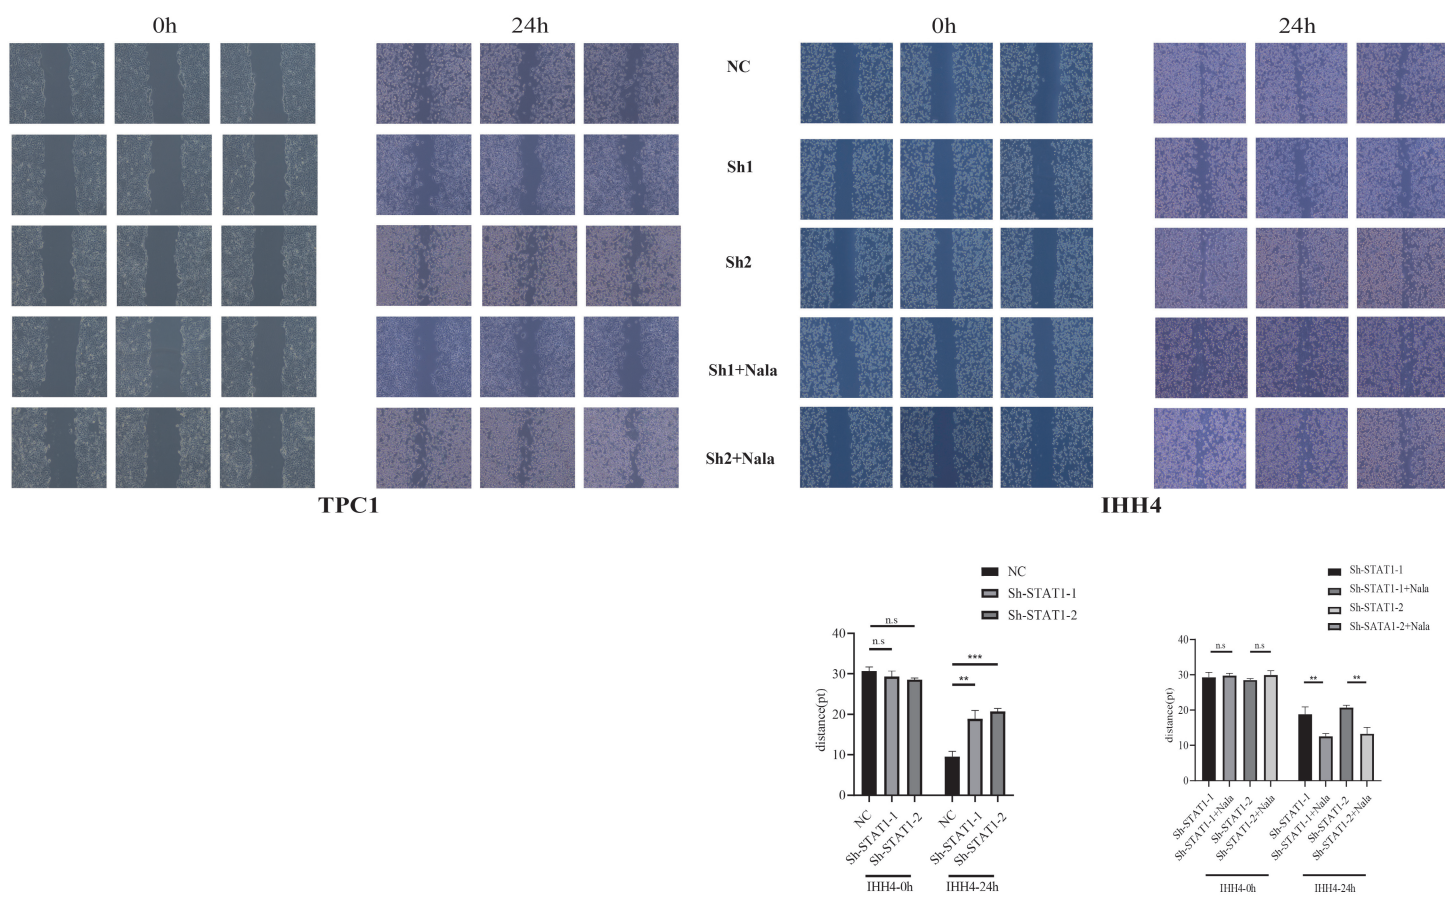 0h
24h
0h
24h
NC
Sh1
Sh2
Sh1+Nala
Sh2+Nala
TPC1
IHH4
NC
Sh-STAT1-1
Sh-STAT1-2
n.s
n.s
***
**
40
30
20
10
0
distance(pt)
NC
Sh-STAT1-1
Sh-STAT1-2
NC
Sh-STAT1-1
Sh-STAT1-2
IHH4-0h
IHH4-24h
Sh-STAT1-1
Sh-STAT1-1+Nala
Sh-STAT1-2
Sh-SATA1-2+Nala
n.s
n.s
**
**
40
30
20
10
0
distance(pt)
Sh-STAT1-1
Sh-STAT1-1+Nala
Sh-STAT1-2
Sh-STAT1-2+Nala
Sh-STAT1-1
Sh-STAT1-1+Nala
Sh-STAT1-2
Sh-STAT1-2+Nala
IHH4-0h
IHH4-24h